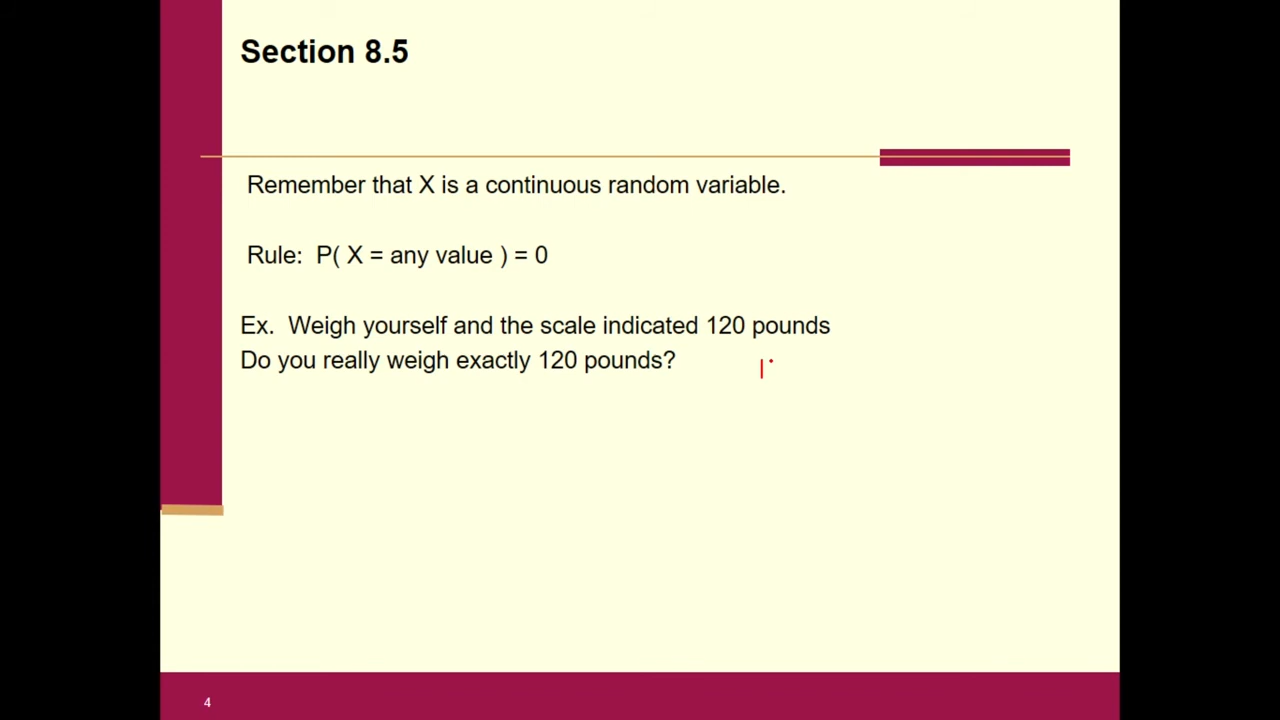 Section 8.5
Remember that X is a continuous random variable.
Rule:  P( X = any value ) = 0
Ex.  Weigh yourself and the scale indicated 120 pounds
Do you really weigh exactly 120 pounds?
4